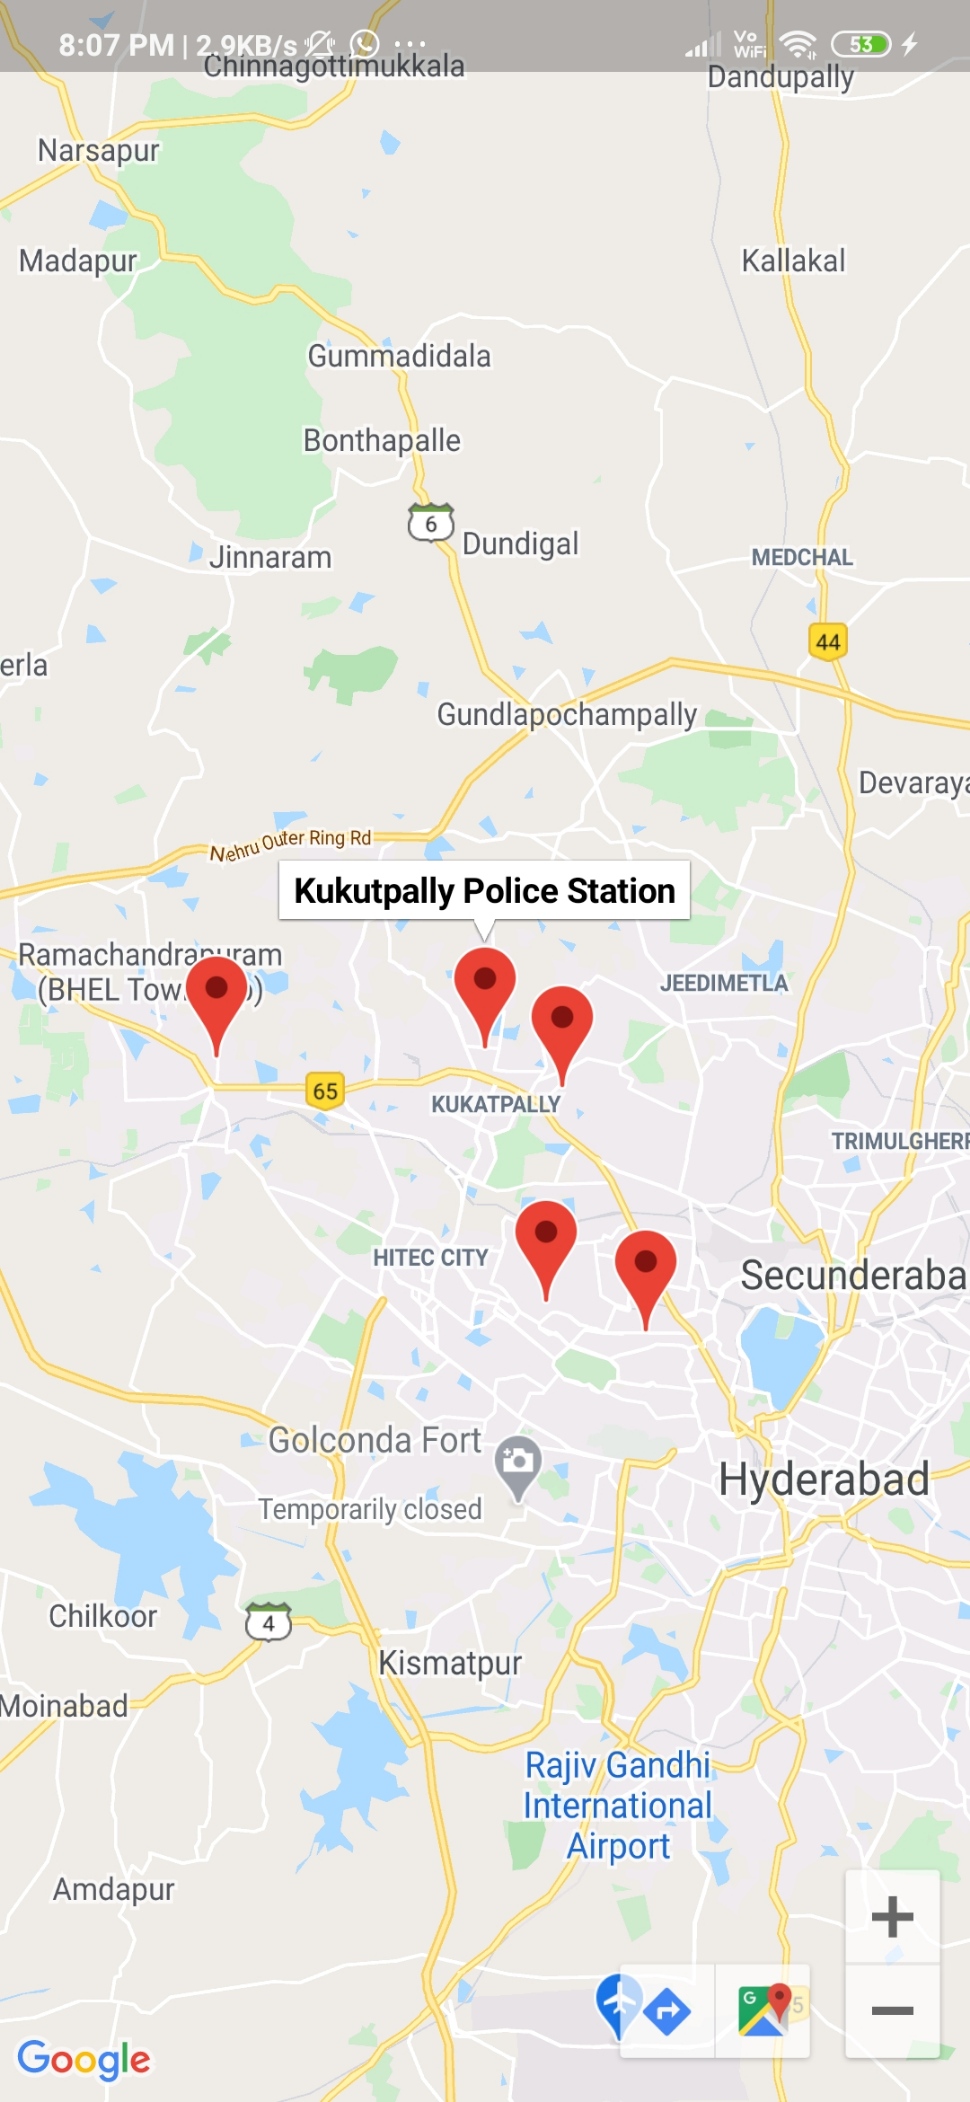 8:07 PM | 2.9KB/s ...
Vo
WiFi
53
Chinnagottimukkala
Dandupally
Narsapur
Madapur
Kallakal
Gummadidala
Bonthapalle
6
Dundigal
Jinnaram
MEDCHAL
44
erla
Gundlapochampally
Devaraya
Nehru Outer Ring Rd
Kukutpally Police Station
Ramachandrapuram
(BHEL Tow
JEEDIMETLA
65
KUKATPALLY
TRIMULGHERR
HITEC CITY
Secunderaba
Golconda Fort
Temporarily closed
Hyderabad
Chilkoor
4
Kismatpur
Moinabad
Rajiv Gandhi
International
Airport
Amdapur
+
G
5
−
Google